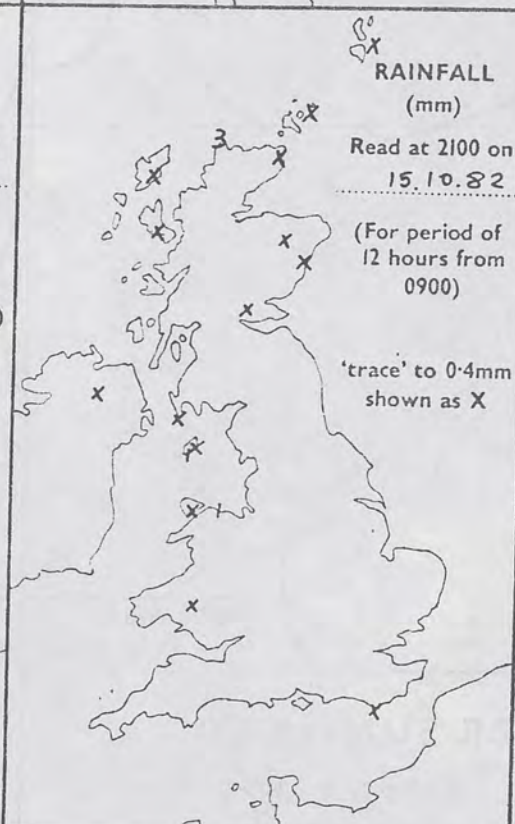 X
RAINFALL
(mm)
X
3
X
Read at 2100 on
15.10.82
X
X
X
(For period of
12 hours from
0900)
X
X
'trace' to 0·4mm
shown as X
X
X
X
X
1
X
X